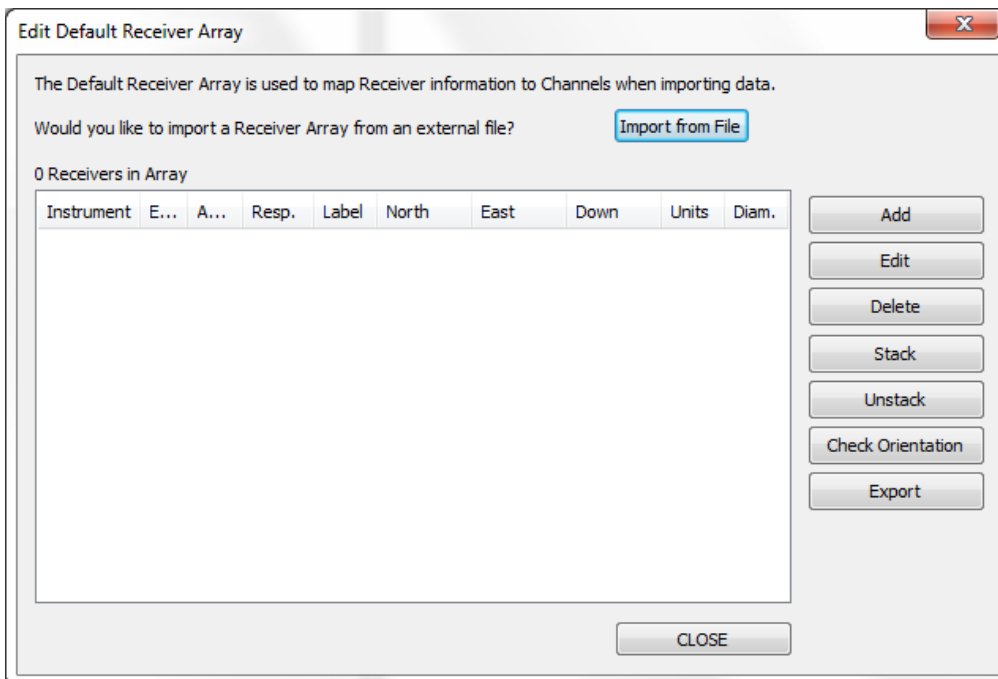 Edit Default Receiver Array
The Default Receiver Array is used to map Receiver information to Channels when importing data.
Would you like to import a Receiver Array from an external file? Import from File
0 Receivers in Array
Instrument E... A... Resp. Label North East Down Units Diam.
Add
Edit
Delete
Stack
Unstack
Check Orientation
Export
CLOSE